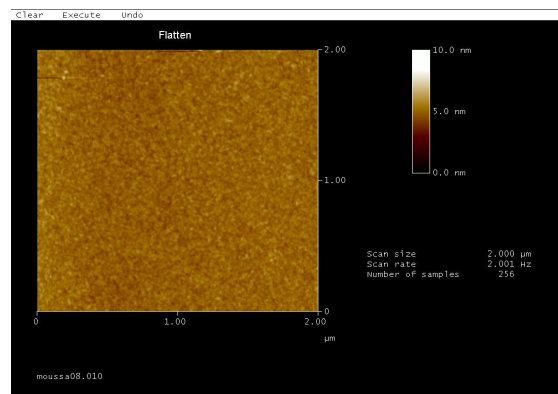 Clear Execute Undo
Flatten
2.00
10.0 nm
5.0 nm
1.00
0.0 nm
Scan size 2.000 µm
Scan rate 2.001 Hz
Number of samples 256
0
0 1.00 2.00
µm
moussa08.010